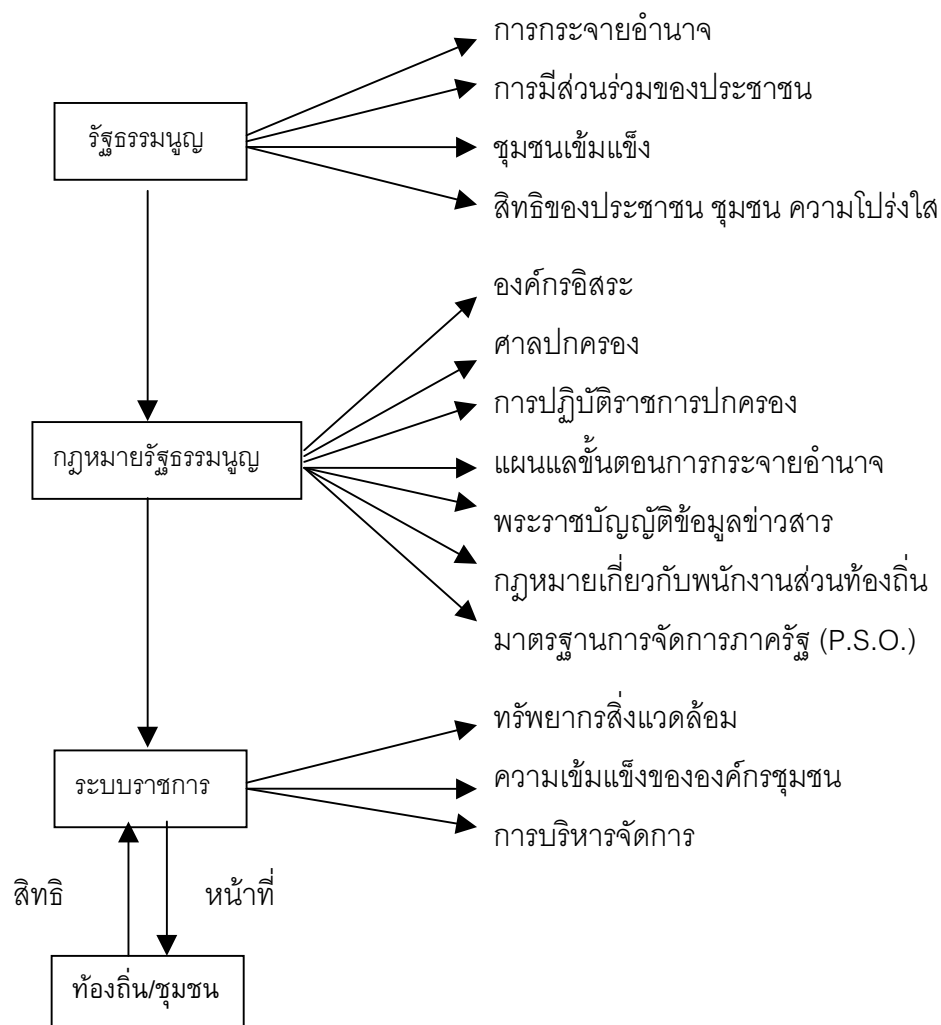 การกระจายอำนาจ
การมีส่วนร่วมของประชาชน
รัฐธรรมนูญ
ชุมชนเข้มแข็ง
สิทธิของประชาชน ชุมชน ความโปร่งใส
องค์กรอิสระ
ศาลปกครอง
การปฏิบัติราชการปกครอง
กฎหมายรัฐธรรมนูญ
แผนแลขั้นตอนการกระจายอำนาจ
พระราชบัญญัติข้อมูลข่าวสาร
กฎหมายเกี่ยวกับพนักงานส่วนท้องถิ่น
มาตรฐานการจัดการภาครัฐ (P.S.O.)
ทรัพยากรสิ่งแวดล้อม
ระบบราชการ
ความเข้มแข็งขององค์กรชุมชน
การบริหารจัดการ
สิทธิ
หน้าที่
ท้องถิ่น/ชุมชน